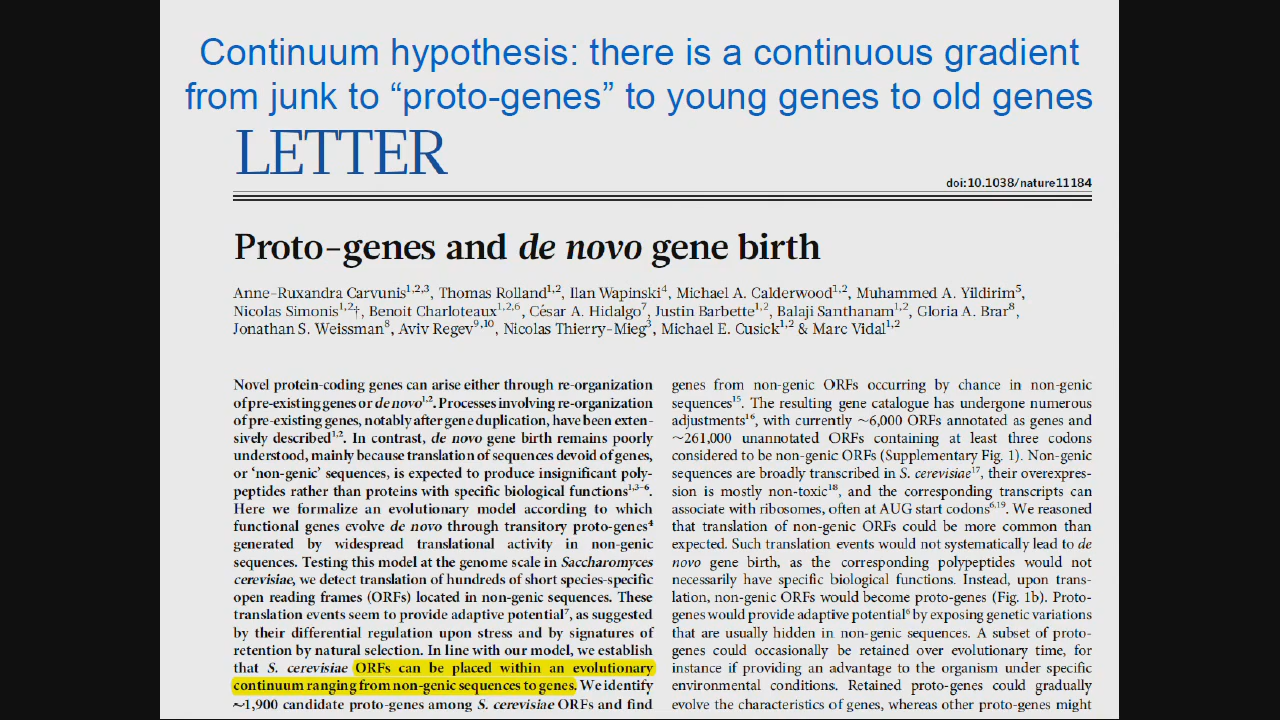 Continuum hypothesis: there is a continuous gradient
from junk to “proto-genes” to young genes to old genes
LETTER
doi:10.1038/nature11184
Proto-genes and de novo gene birth
Anne-Ruxandra Carvunis1,2,3, Thomas Rolland1,2, Ilan Wapinski4, Michael A. Calderwood1,2, Muhammed A. Yildirim5,
Nicolas Simonis1,2†, Benoit Charloteaux1,2,6, César A. Hidalgo7, Justin Barbette1,2, Balaji Santhanam1,2, Gloria A. Brar8,
Jonathan S. Weissman8, Aviv Regev9,10, Nicolas Thierry-Mieg3, Michael E. Cusick1,2 & Marc Vidal1,2
Novel protein-coding genes can arise either through re-organization
of pre-existing genes or de novo1,2. Processes involving re-organization
of pre-existing genes, notably after gene duplication, have been exten-
sively described1,2. In contrast, de novo gene birth remains poorly
understood, mainly because translation of sequences devoid of genes,
or ‘non-genic’ sequences, is expected to produce insignificant poly-
peptides rather than proteins with specific biological functions1,3–6.
Here we formalize an evolutionary model according to which
functional genes evolve de novo through transitory proto-genes4
generated by widespread translational activity in non-genic
sequences. Testing this model at the genome scale in Saccharomyces
cerevisiae, we detect translation of hundreds of short species-specific
open reading frames (ORFs) located in non-genic sequences. These
translation events seem to provide adaptive potential7, as suggested
by their differential regulation upon stress and by signatures of
retention by natural selection. In line with our model, we establish
that S. cerevisiae ORFs can be placed within an evolutionary
continuum ranging from non-genic sequences to genes. We identify
~1,900 candidate proto-genes among S. cerevisiae ORFs and find
genes from non-genic ORFs occurring by chance in non-genic
sequences15. The resulting gene catalogue has undergone numerous
adjustments16, with currently ~6,000 ORFs annotated as genes and
~261,000 unannotated ORFs containing at least three codons
considered to be non-genic ORFs (Supplementary Fig. 1). Non-genic
sequences are broadly transcribed in S. cerevisiae17, their overexpres-
sion is mostly non-toxic18, and the corresponding transcripts can
associate with ribosomes, often at AUG start codons6,19. We reasoned
that translation of non-genic ORFs could be more common than
expected. Such translation events would not systematically lead to de
novo gene birth, as the corresponding polypeptides would not
necessarily have specific biological functions. Instead, upon trans-
lation, non-genic ORFs would become proto-genes (Fig. 1b). Proto-
genes would provide adaptive potential6 by exposing genetic variations
that are usually hidden in non-genic sequences. A subset of proto-
genes could occasionally be retained over evolutionary time, for
instance if providing an advantage to the organism under specific
environmental conditions. Retained proto-genes could gradually
evolve the characteristics of genes, whereas other proto-genes might